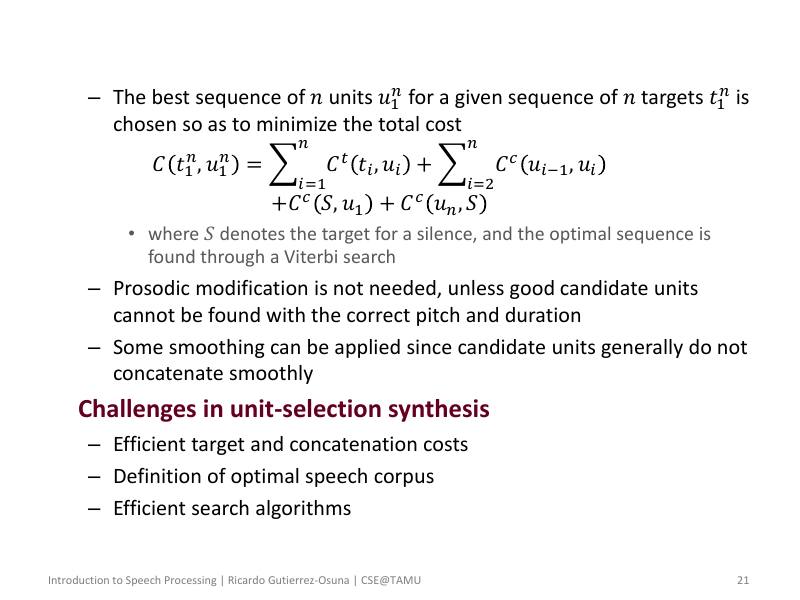 – The best sequence of 𝑛 units 𝑢₁ⁿ for a given sequence of 𝑛 targets 𝑡₁ⁿ is
chosen so as to minimize the total cost
𝐶(𝑡₁ⁿ, 𝑢₁ⁿ) = ∑ᵢ₌₁ⁿ 𝐶ᵗ(𝑡ᵢ, 𝑢ᵢ) + ∑ᵢ₌₂ⁿ 𝐶ᶜ(𝑢ᵢ₋₁, 𝑢ᵢ)
+𝐶ᶜ(𝑆, 𝑢₁) + 𝐶ᶜ(𝑢ₙ, 𝑆)
• where 𝑆 denotes the target for a silence, and the optimal sequence is
found through a Viterbi search
– Prosodic modification is not needed, unless good candidate units
cannot be found with the correct pitch and duration
– Some smoothing can be applied since candidate units generally do not
concatenate smoothly
Challenges in unit-selection synthesis
– Efficient target and concatenation costs
– Definition of optimal speech corpus
– Efficient search algorithms
Introduction to Speech Processing | Ricardo Gutierrez-Osuna | CSE@TAMU 21